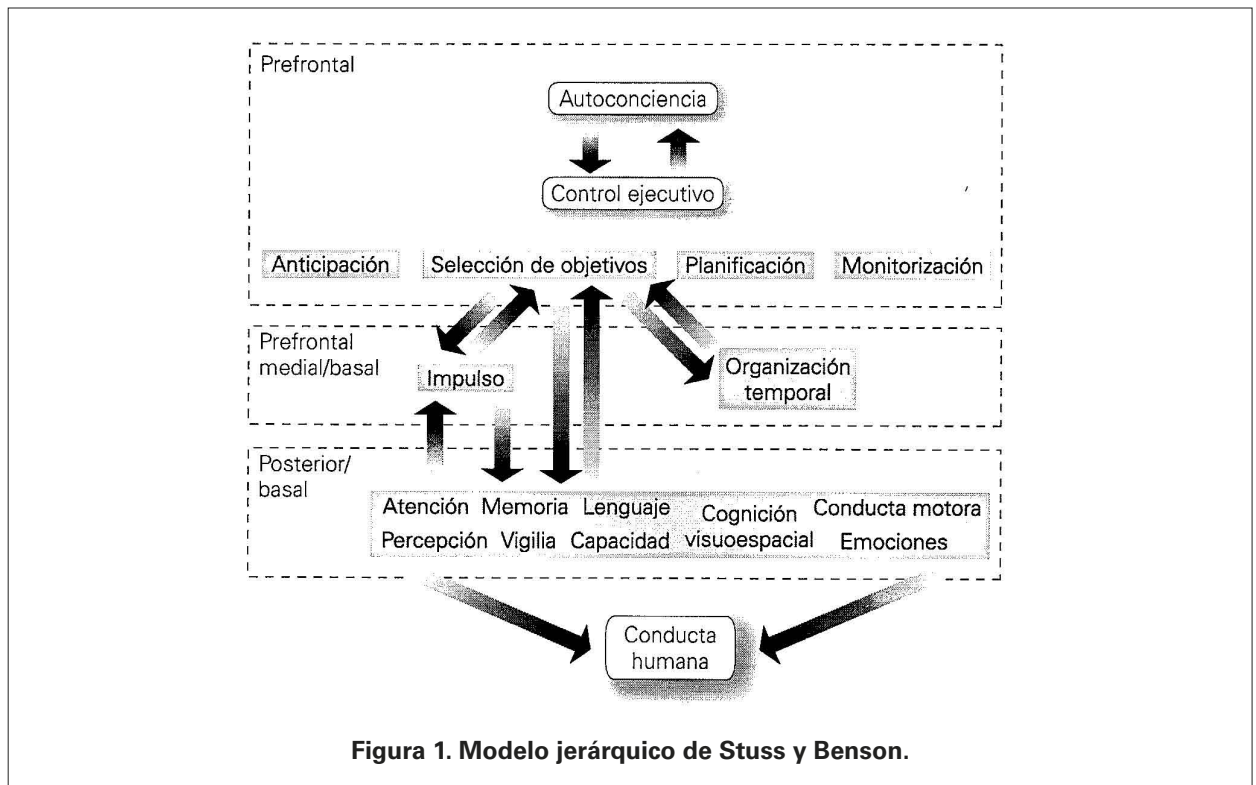 Prefrontal
Autoconciencia
Control ejecutivo
Anticipación Selección de objetivos Planificación Monitorización
Prefrontal
medial/basal
Impulso
Organización
temporal
Posterior/
basal
Atención Memoria Lenguaje Cognición visuoespacial Conducta motora
Percepción Vigilia Capacidad Emociones
Conducta
humana
Figura 1. Modelo jerárquico de Stuss y Benson.